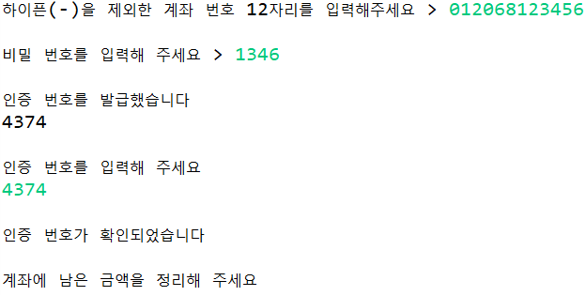 하이픈(-)을 제외한 계좌 번호 12자리를 입력해주세요 > 012068123456
비밀 번호를 입력해 주세요 > 1346
인증 번호를 발급했습니다
4374
인증 번호를 입력해 주세요
4374
인증 번호가 확인되었습니다
계좌에 남은 금액을 정리해 주세요